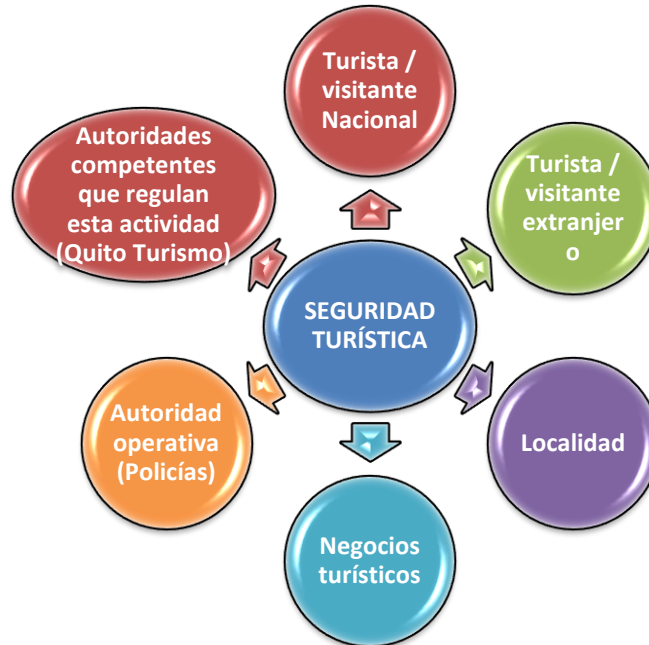 Turista /
visitante
Nacional
Autoridades
competentes
que regulan
esta actividad
(Quito Turismo)
Turista /
visitante
extranjer
o
SEGURIDAD
TURÍSTICA
Autoridad
operativa
(Policías)
Localidad
Negocios
turísticos